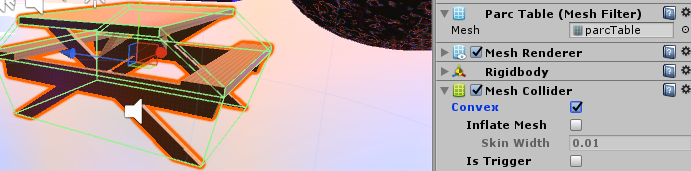 Parc Table (Mesh Filter)
Mesh parcTable
Mesh Renderer
Rigidbody
Mesh Collider
Convex
Inflate Mesh
Skin Width 0.01
Is Trigger